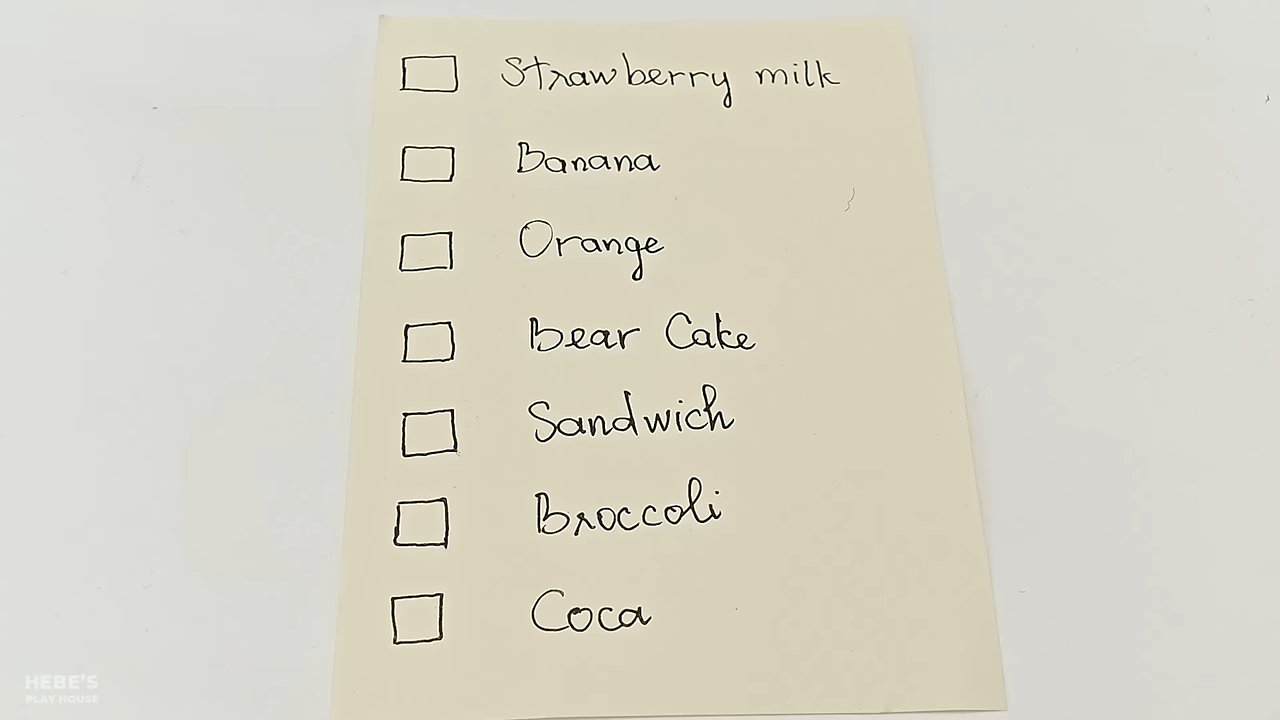 Strawberry milk
Banana
Orange
Bear Cake
Sandwich
Broccoli
Coca
HEBE'S
PLAY HOUSE